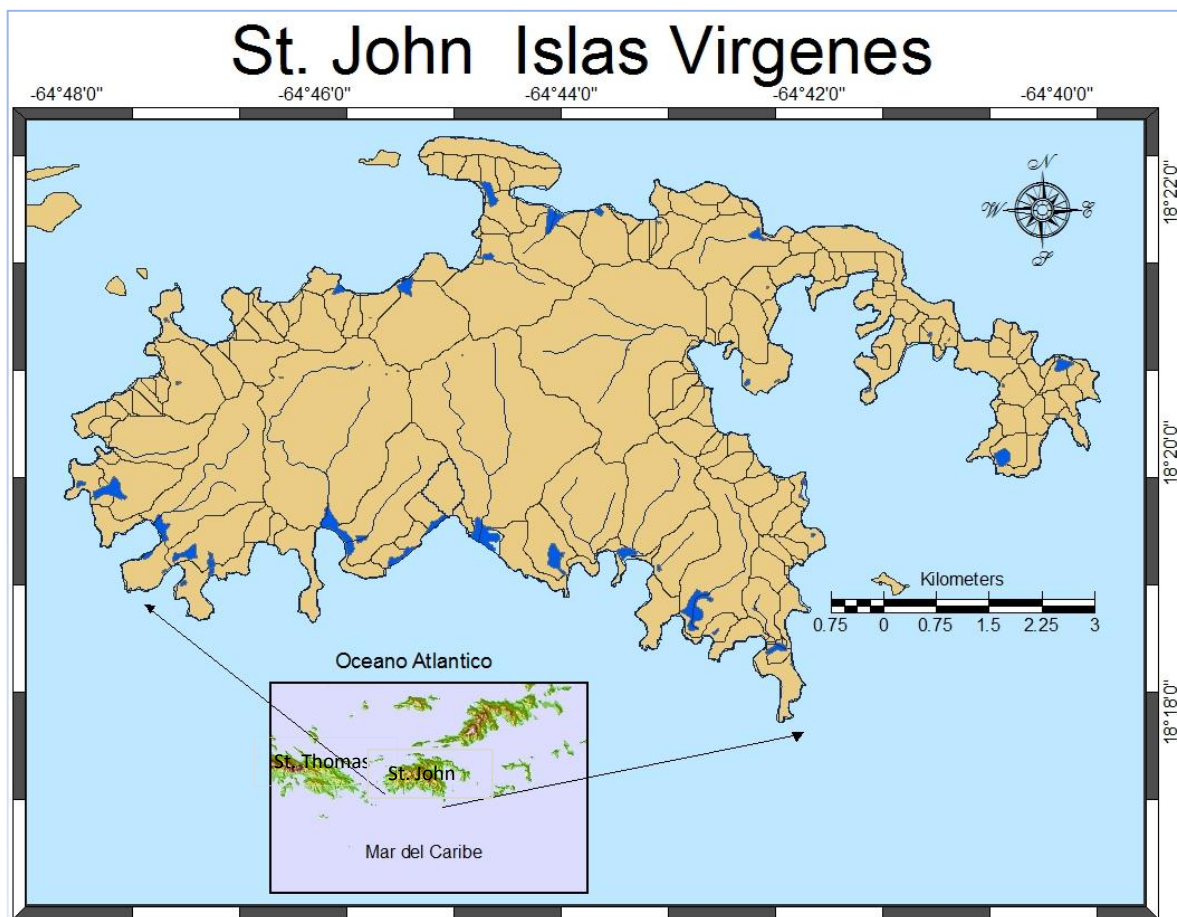 St. John  Islas Virgenes
-64°48'0" -64°46'0" -64°44'0" -64°42'0" -64°40'0"
N
W E
S
18°22'0"
18°20'0"
Kilometers
0.75 0 0.75 1.5 2.25 3
18°18'0"
Oceano Atlantico
St. Thomas
St. John
Mar del Caribe